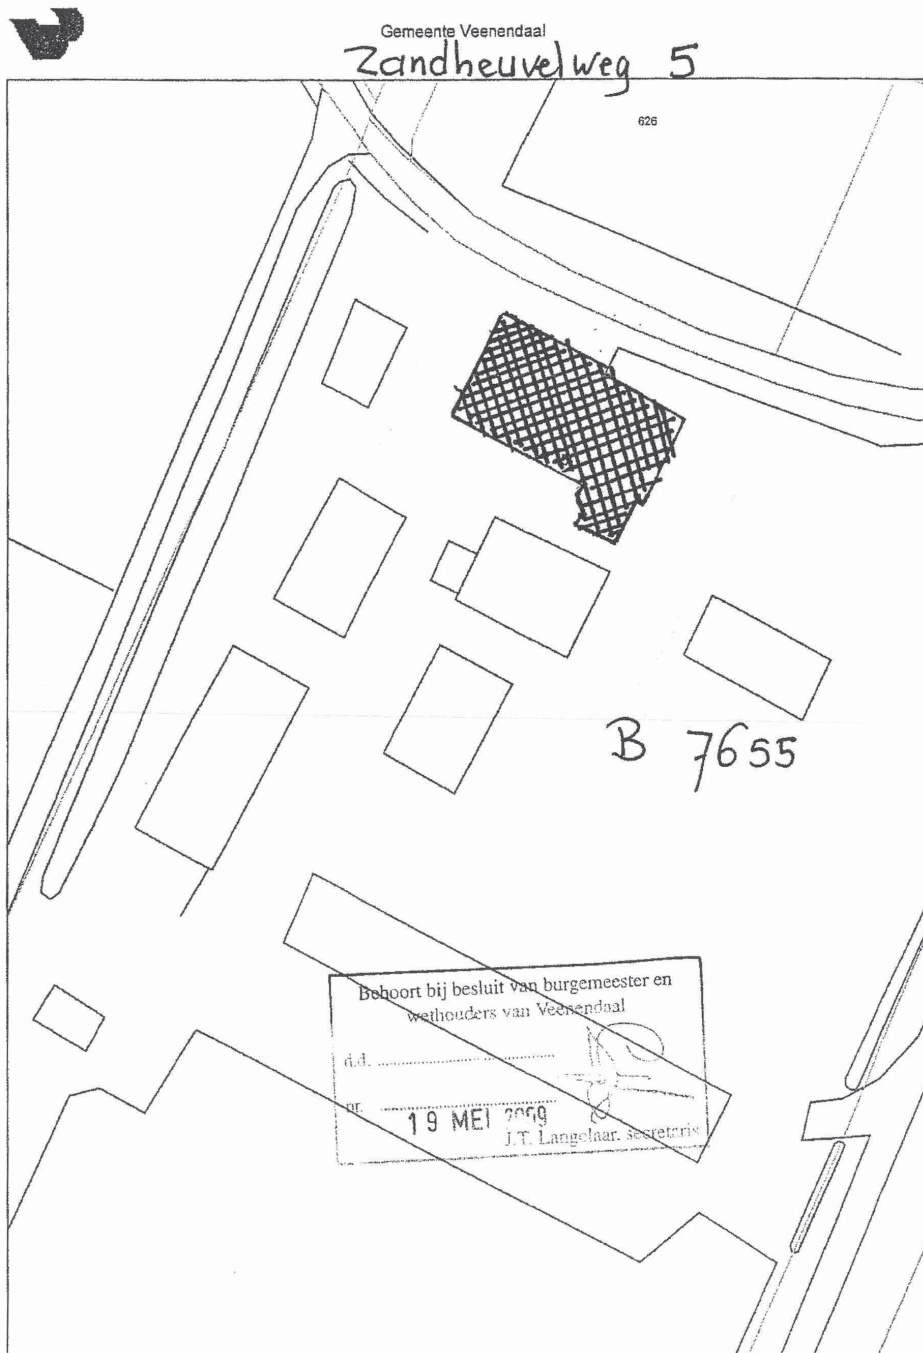 Gemeente Veenendaal
Zandheuvelweg 5
626
B 7655
Behoort bij besluit van burgemeester en
wethouders van Veenendaal
d.d. ........................................
nr. ........................................
19 MEI 2009
J.T. Langelaar, secretaris